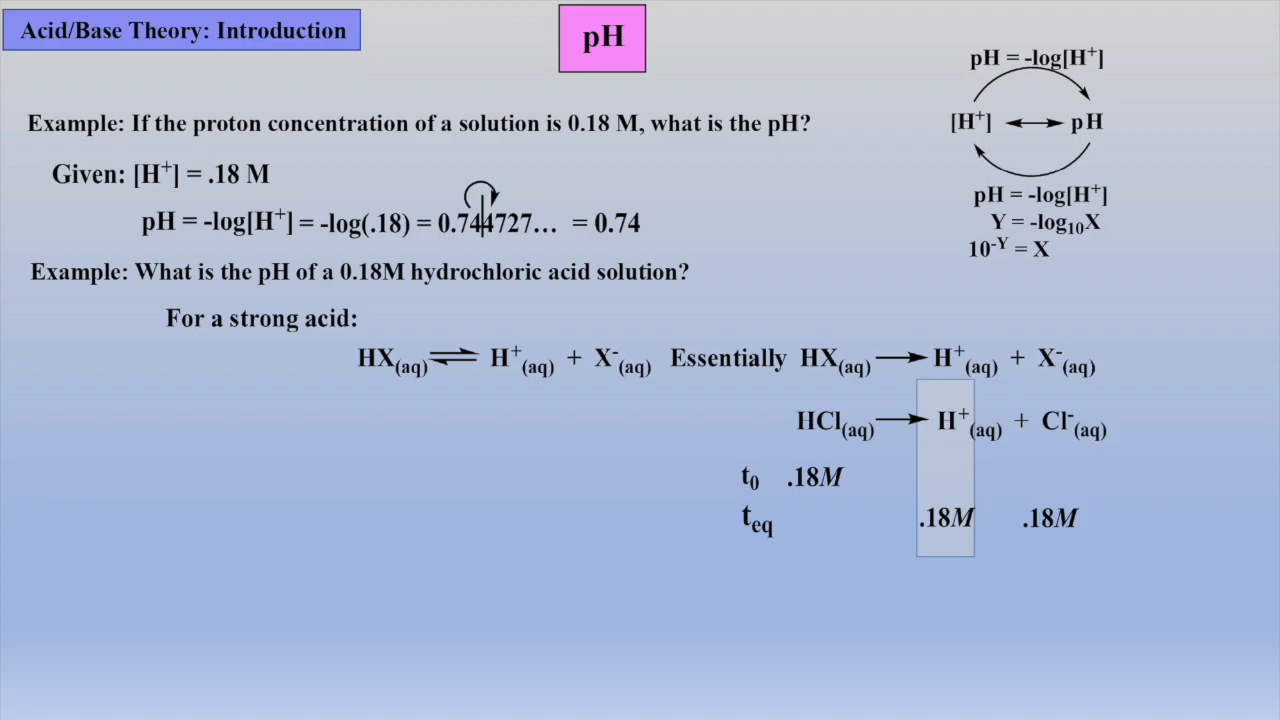 Acid/Base Theory: Introduction
pH
pH = -log[H⁺]
[H⁺] ⟷ pH
pH = -log[H⁺]
Y = -log₁₀X
10⁻ʸ = X
Example: If the proton concentration of a solution is 0.18 M, what is the pH?
Given: [H⁺] = .18 M
pH = -log[H⁺] = -log(.18) = 0.744727… = 0.74
Example: What is the pH of a 0.18M hydrochloric acid solution?
For a strong acid:
HX(aq) ⇌ H⁺(aq) + X⁻(aq) Essentially HX(aq) ⟶ H⁺(aq) + X⁻(aq)
HCl(aq) ⟶ H⁺(aq) + Cl⁻(aq)
t₀ .18M
teq .18M .18M